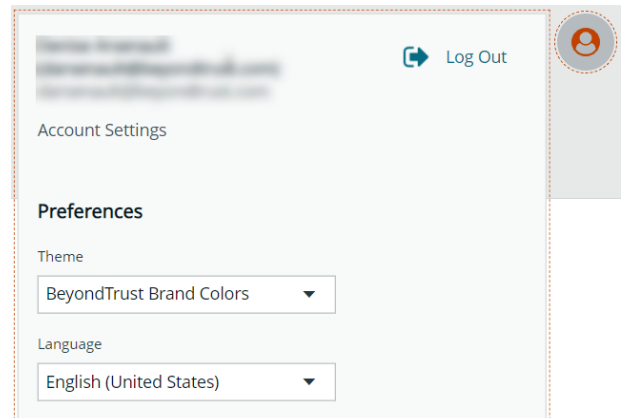 Log Out
Account Settings
Preferences
Theme
BeyondTrust Brand Colors
Language
English (United States)